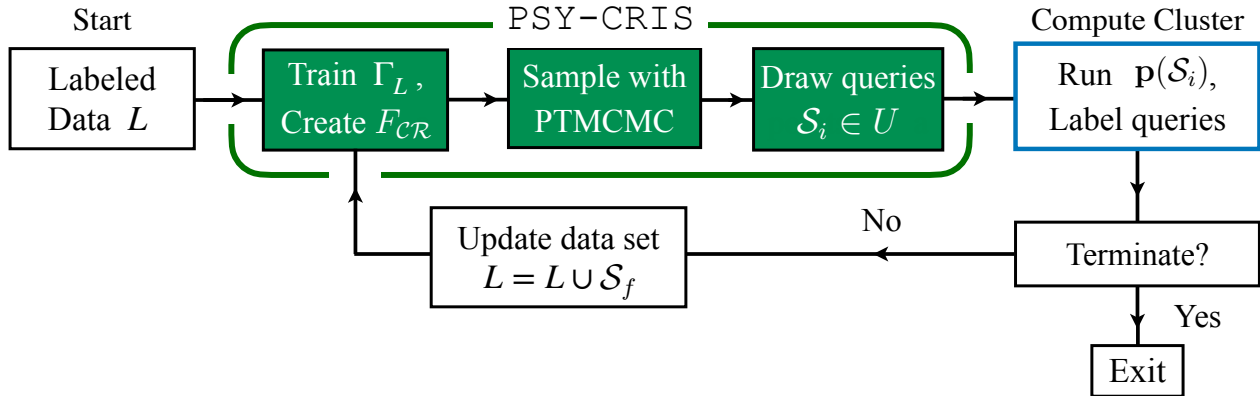 Start
PSY-CRIS
Compute Cluster
Labeled
Data L
Train Γ_L ,
Create F_𝒞ℛ
Sample with
PTMCMC
Draw queries
𝒮_i ∈ U
Run p(𝒮_i),
Label queries
Update data set
L = L ∪ 𝒮_f
No
Terminate?
Yes
Exit